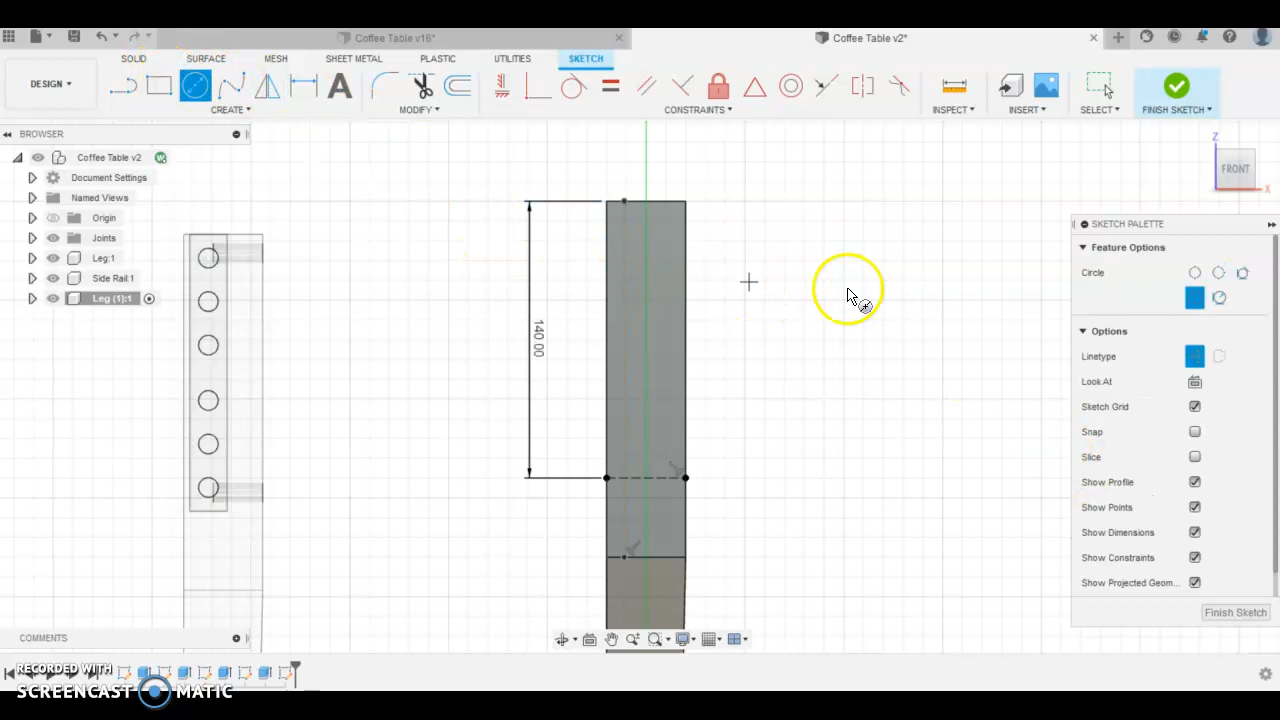 Coffee Table v16*
Coffee Table v2*
DESIGN
SOLID
SURFACE
MESH
SHEET METAL
PLASTIC
UTILITIES
SKETCH
CREATE
MODIFY
CONSTRAINTS
INSPECT
INSERT
SELECT
FINISH SKETCH
BROWSER
Coffee Table v2
Document Settings
Named Views
Origin
Joints
Leg:1
Side Rail:1
Leg (1):1
140.00
Z
FRONT
X
SKETCH PALETTE
Feature Options
Circle
Options
Linetype
Look At
Sketch Grid
Snap
Slice
Show Profile
Show Points
Show Dimensions
Show Constraints
Show Projected Geom...
Finish Sketch
COMMENTS
RECORDED WITH
SCREENCAST MATIC